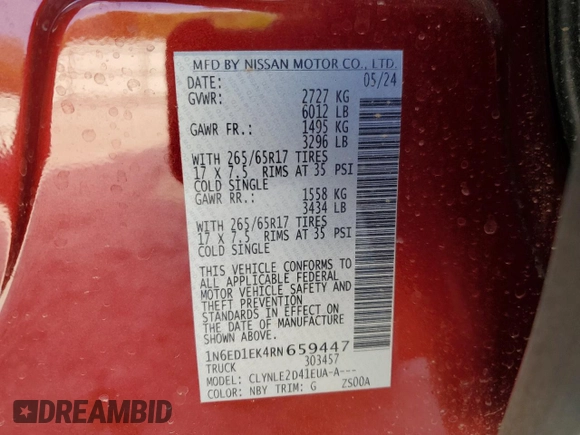 MFD BY NISSAN MOTOR CO., LTD.
DATE: 05/24
GVWR: 2727 KG
6012 LB
GAWR FR.: 1495 KG
3296 LB
WITH 265/65R17 TIRES
17 X 7.5 RIMS AT 35 PSI
COLD SINGLE
GAWR RR.: 1558 KG
3434 LB
WITH 265/65R17 TIRES
17 X 7.5 RIMS AT 35 PSI
COLD SINGLE
THIS VEHICLE CONFORMS TO
ALL APPLICABLE FEDERAL
MOTOR VEHICLE SAFETY AND
THEFT PREVENTION
STANDARDS IN EFFECT ON
THE DATE OF MANUFACTURE
SHOWN ABOVE.
1N6ED1EK4RN659447
TRUCK 303457
MODEL: CLYNLE2D41EUA-A---
COLOR: NBY TRIM: G ZS00A
DREAMBID